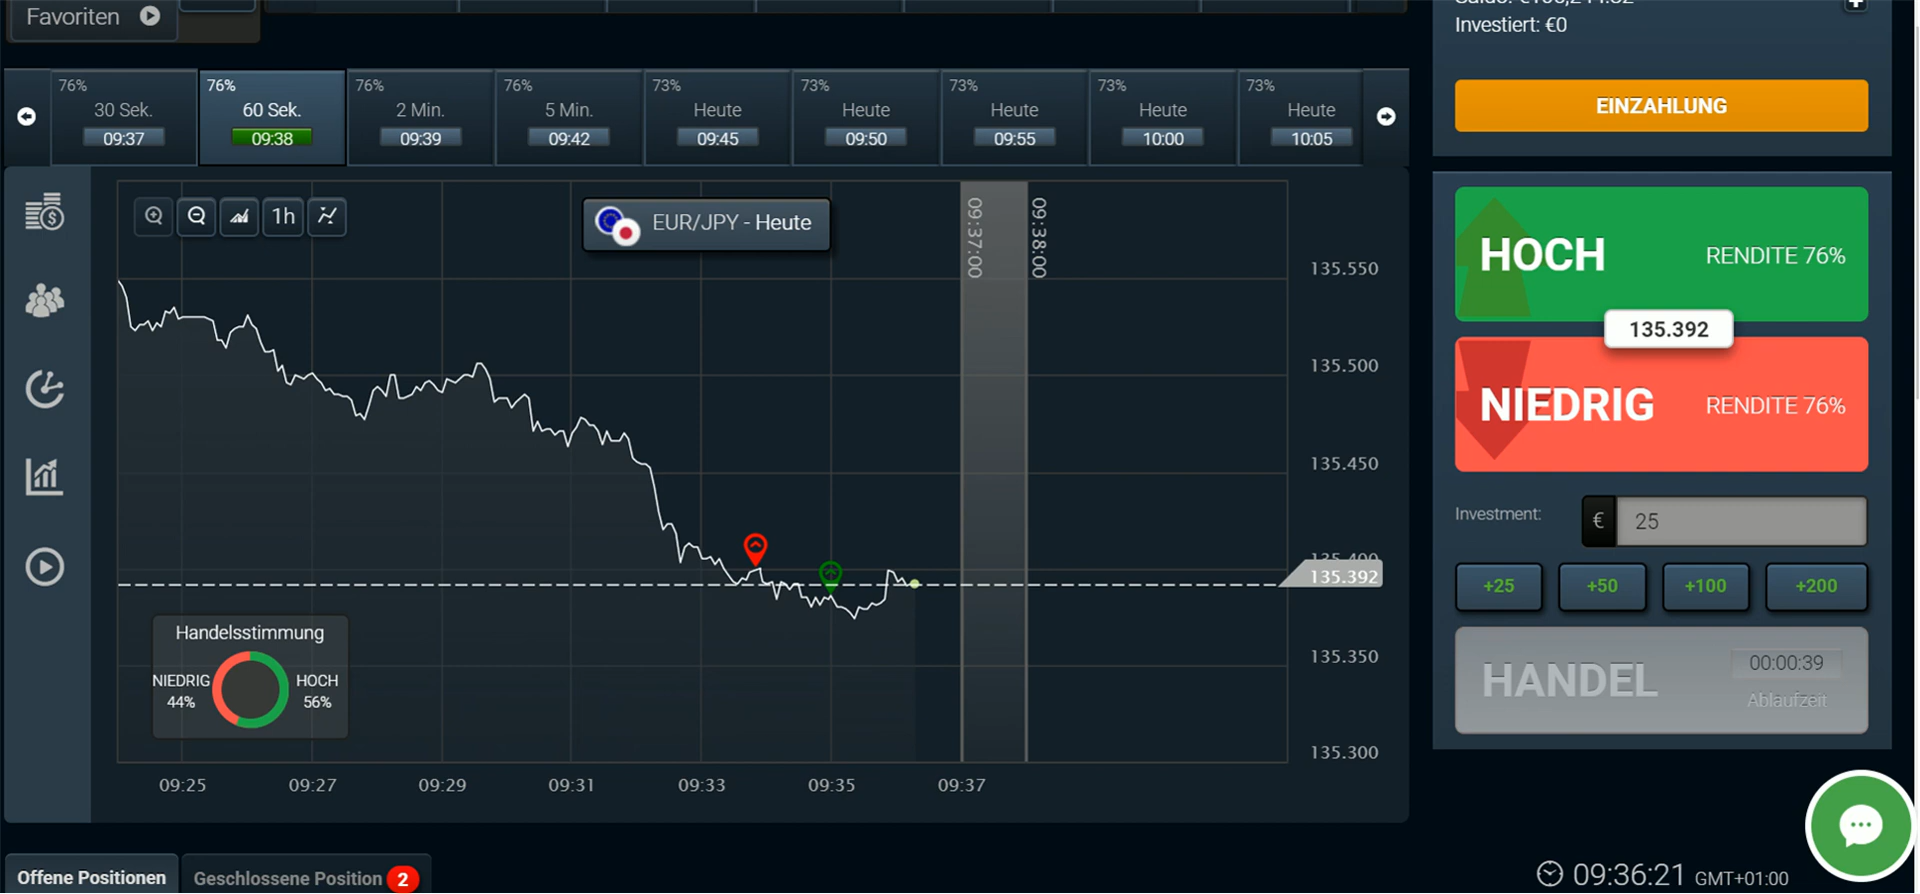 Favoriten
Investiert: €0
EINZAHLUNG
76%
30 Sek.
09:37
76%
60 Sek.
09:38
76%
2 Min.
09:39
76%
5 Min.
09:42
73%
Heute
09:45
73%
Heute
09:50
73%
Heute
09:55
73%
Heute
10:00
73%
Heute
10:05
1h
EUR/JPY - Heute
09:37:00
09:38:00
135.550
135.500
135.450
135.400
135.392
135.350
135.300
Handelsstimmung
NIEDRIG
44%
HOCH
56%
09:25
09:27
09:29
09:31
09:33
09:35
09:37
HOCH
RENDITE 76%
135.392
NIEDRIG
RENDITE 76%
Investment:
€
25
+25
+50
+100
+200
HANDEL
00:00:39
Ablaufzeit
Offene Positionen
Geschlossene Position 2
09:36:21 GMT+01:00